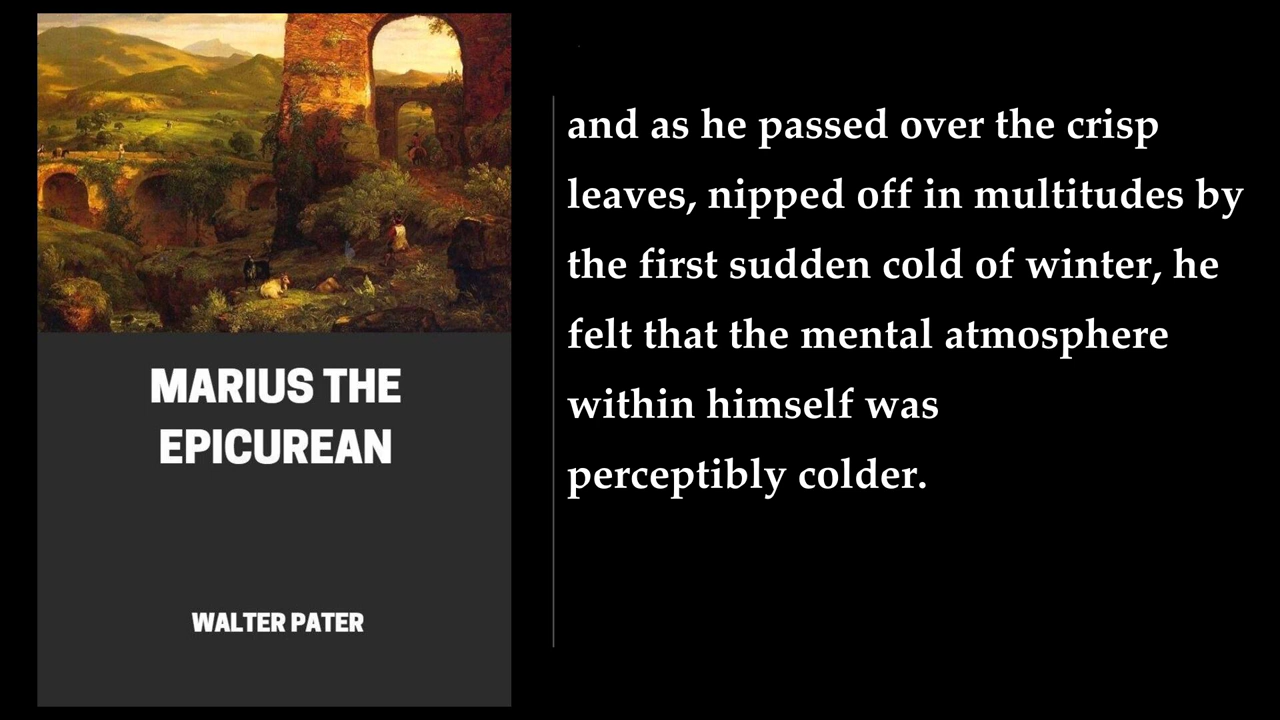 MARIUS THE
EPICUREAN
WALTER PATER
and as he passed over the crisp
leaves, nipped off in multitudes by
the first sudden cold of winter, he
felt that the mental atmosphere
within himself was
perceptibly colder.